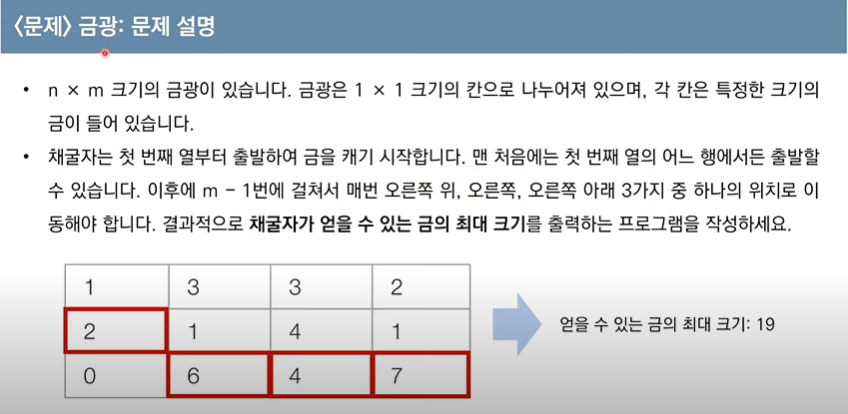 〈문제〉 금광: 문제 설명
• n × m 크기의 금광이 있습니다. 금광은 1 × 1 크기의 칸으로 나누어져 있으며, 각 칸은 특정한 크기의
금이 들어 있습니다.
• 채굴자는 첫 번째 열부터 출발하여 금을 캐기 시작합니다. 맨 처음에는 첫 번째 열의 어느 행에서든 출발할
수 있습니다. 이후에 m - 1번에 걸쳐서 매번 오른쪽 위, 오른쪽, 오른쪽 아래 3가지 중 하나의 위치로 이
동해야 합니다. 결과적으로 채굴자가 얻을 수 있는 금의 최대 크기를 출력하는 프로그램을 작성하세요.
1 3 3 2
2 1 4 1
0 6 4 7
얻을 수 있는 금의 최대 크기: 19